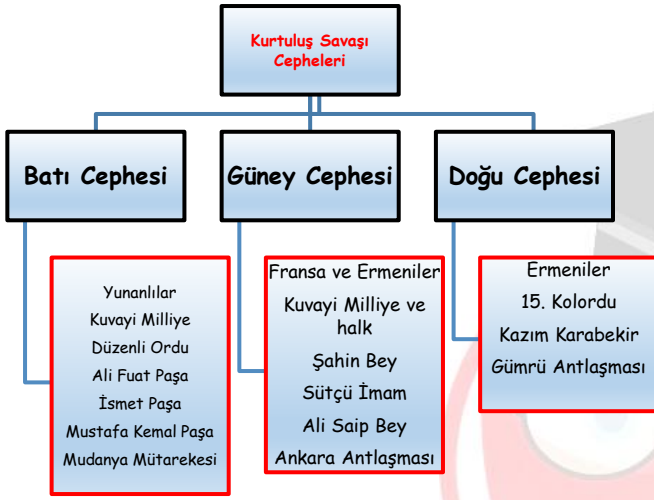 Kurtuluş Savaşı
Cepheleri
Batı Cephesi
Güney Cephesi
Doğu Cephesi
Yunanlılar
Kuvayi Milliye
Düzenli Ordu
Ali Fuat Paşa
İsmet Paşa
Mustafa Kemal Paşa
Mudanya Mütarekesi
Fransa ve Ermeniler
Kuvayi Milliye ve
halk
Şahin Bey
Sütçü İmam
Ali Saip Bey
Ankara Antlaşması
Ermeniler
15. Kolordu
Kazım Karabekir
Gümrü Antlaşması